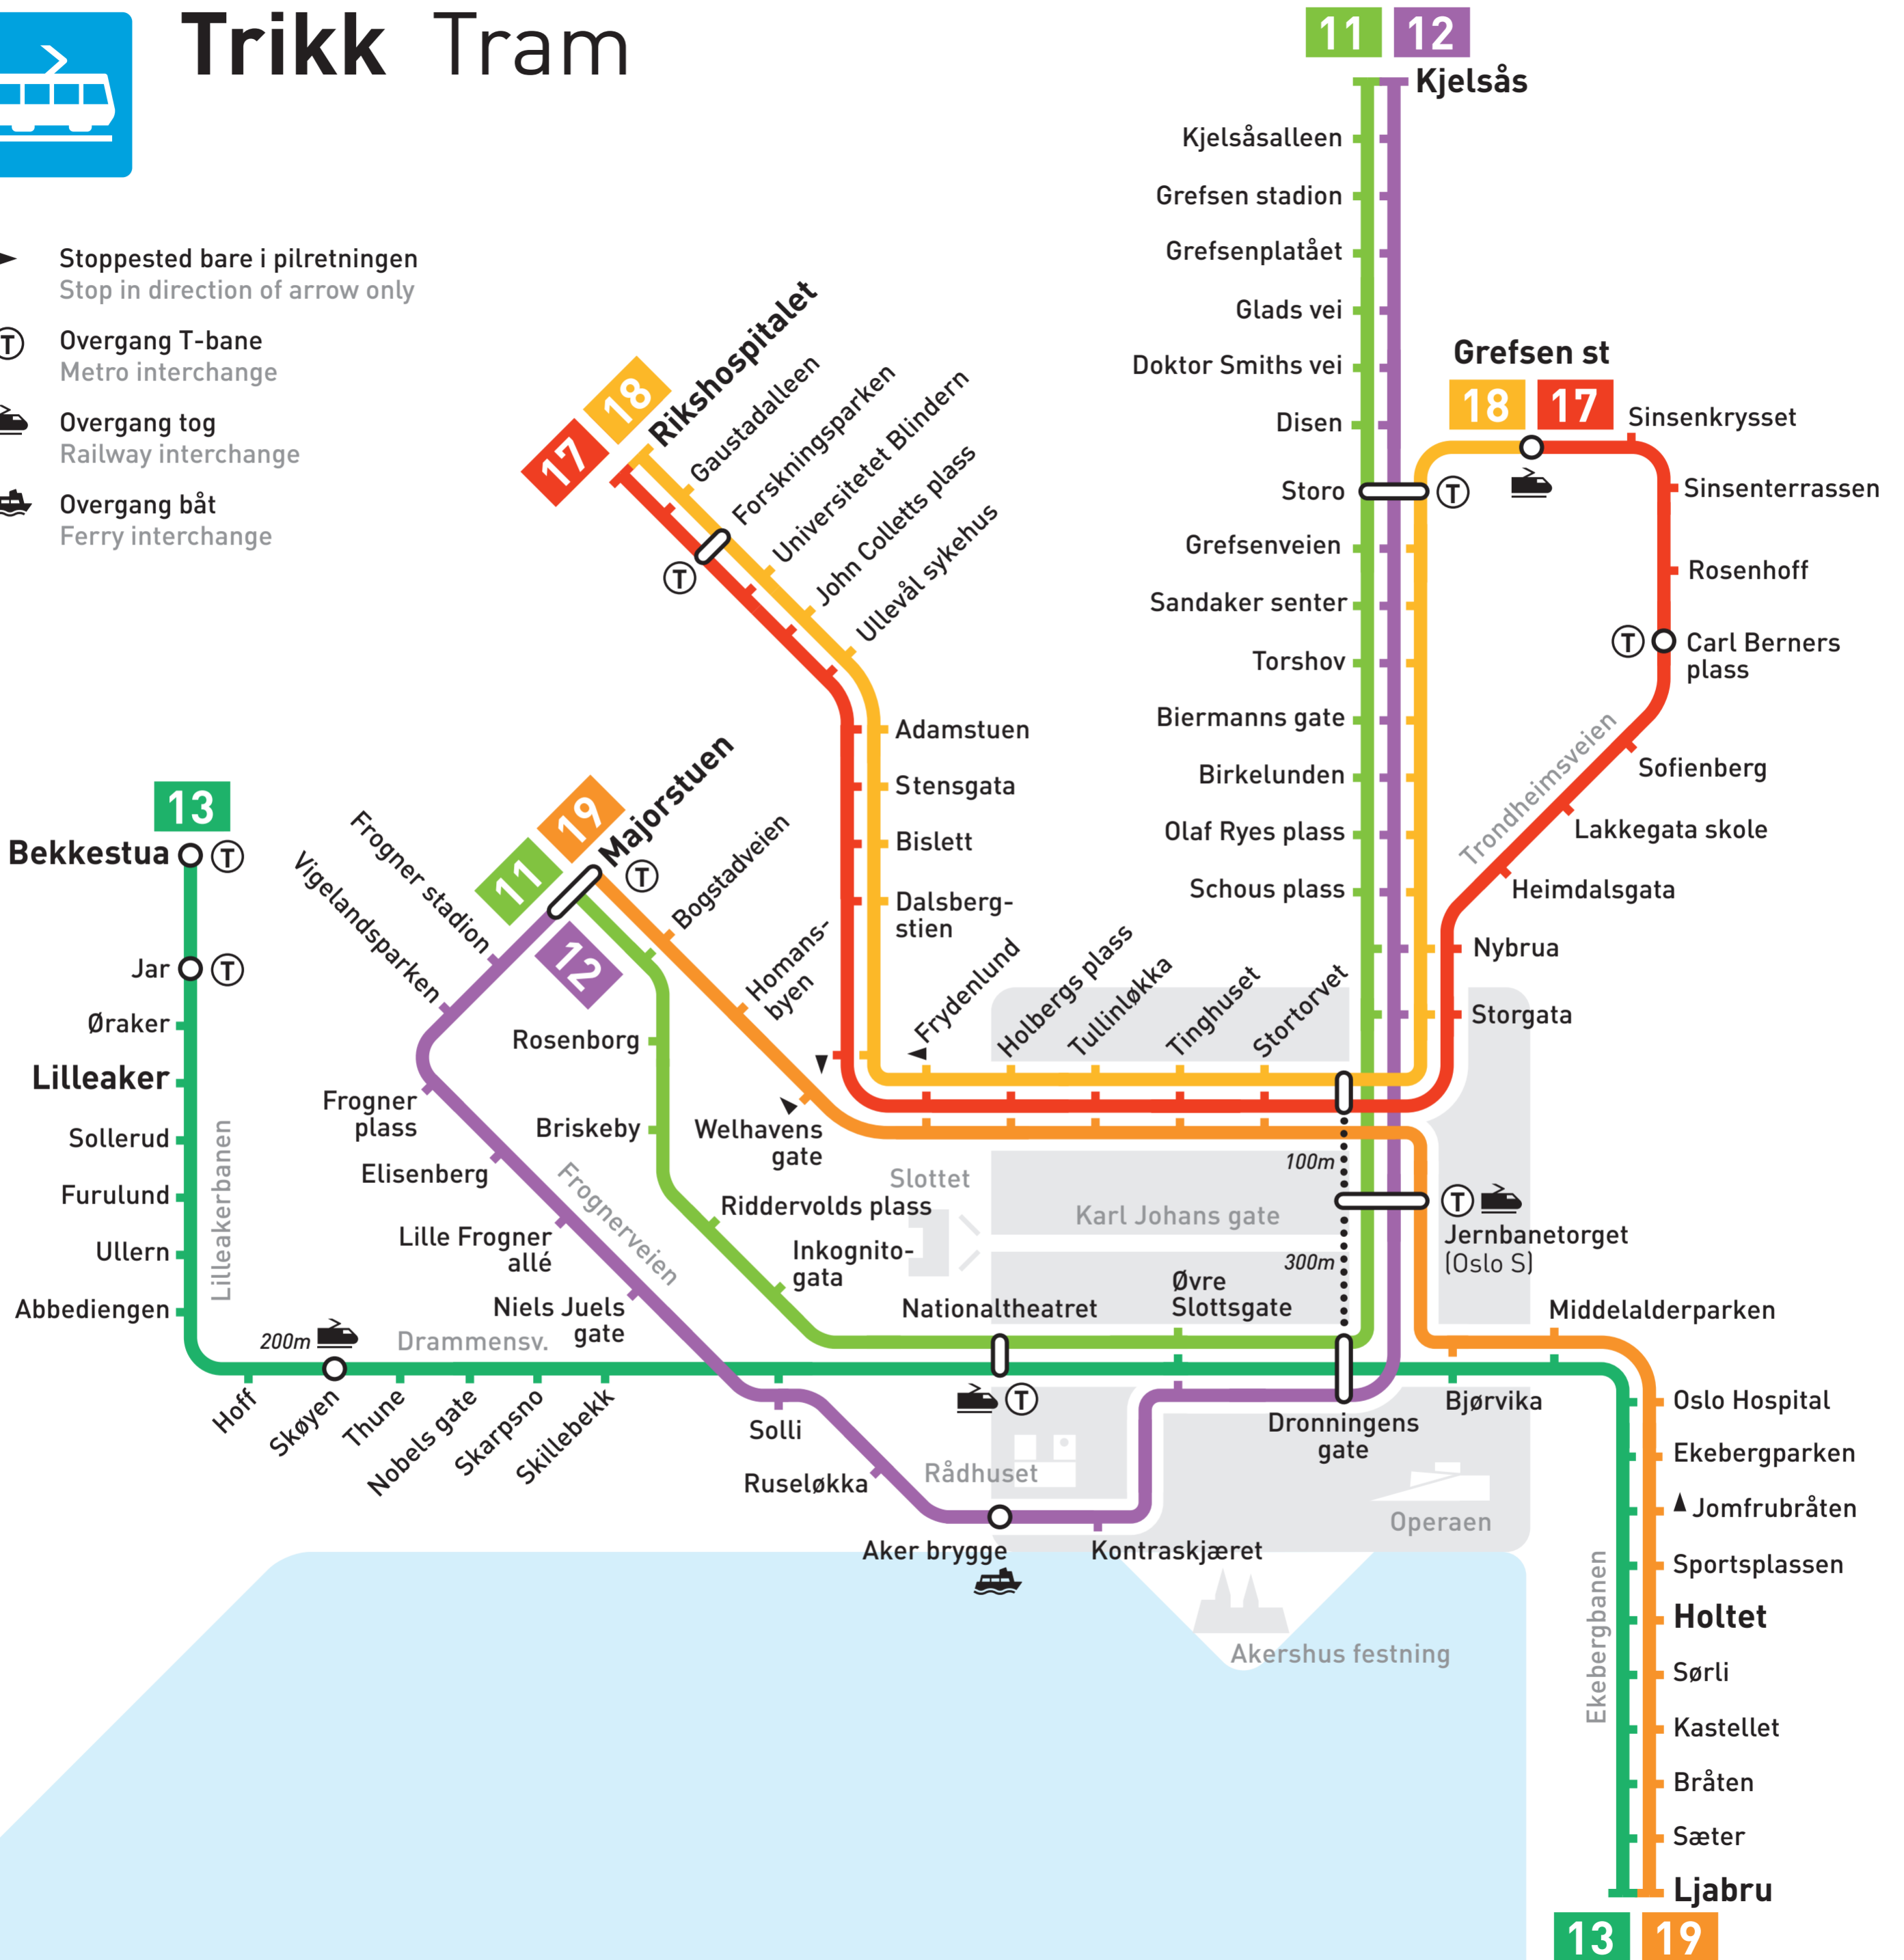 Trikk Tram
Stoppested bare i pilretningen
Stop in direction of arrow only
T
Overgang T-bane
Metro interchange
Overgang tog
Railway interchange
Overgang båt
Ferry interchange
11 12
Kjelsås
Kjelsåsalleen
Grefsen stadion
Grefsenplatået
Glads vei
Doktor Smiths vei
Disen
Storo
T
Grefsenveien
Sandaker senter
Torshov
Biermanns gate
Birkelunden
Olaf Ryes plass
Schous plass
Nybrua
Storgata
Grefsen st
18 17
Sinsenkrysset
Sinsenterrassen
Rosenhoff
T
Carl Berners
plass
Trondheimsveien
Sofienberg
Lakkegata skole
Heimdalsgata
17 18
Rikshospitalet
Gaustadalleen
Forskningsparken
T
Universitetet Blindern
John Colletts plass
Ullevål sykehus
Adamstuen
Stensgata
Bislett
Dalsberg-
stien
Frydenlund
Holbergs plass
Tullinløkka
Tinghuset
Stortorvet
13
Bekkestua
T
Jar
T
Øraker
Lilleaker
Sollerud
Furulund
Ullern
Abbediengen
Lilleakerbanen
200m
Drammensv.
Hoff
Skøyen
Thune
Nobels gate
Skarpsno
Skillebekk
11 19
Majorstuen
T
12
Frogner stadion
Vigelandsparken
Frogner
plass
Elisenberg
Frognerveien
Lille Frogner
allé
Niels Juels
gate
Solli
Ruseløkka
Aker brygge
Kontraskjæret
Bogstadveien
Homans-
byen
Welhavens
gate
Rosenborg
Briskeby
Riddervolds plass
Inkognito-
gata
Nationaltheatret
T
Øvre
Slottsgate
Slottet
Karl Johans gate
100m
300m
T
Jernbanetorget
(Oslo S)
Dronningens
gate
Rådhuset
Operaen
Akershus festning
Middelalderparken
Bjørvika
Oslo Hospital
Ekebergparken
Jomfrubråten
Sportsplassen
Holtet
Sørli
Kastellet
Bråten
Sæter
Ljabru
Ekebergbanen
13 19